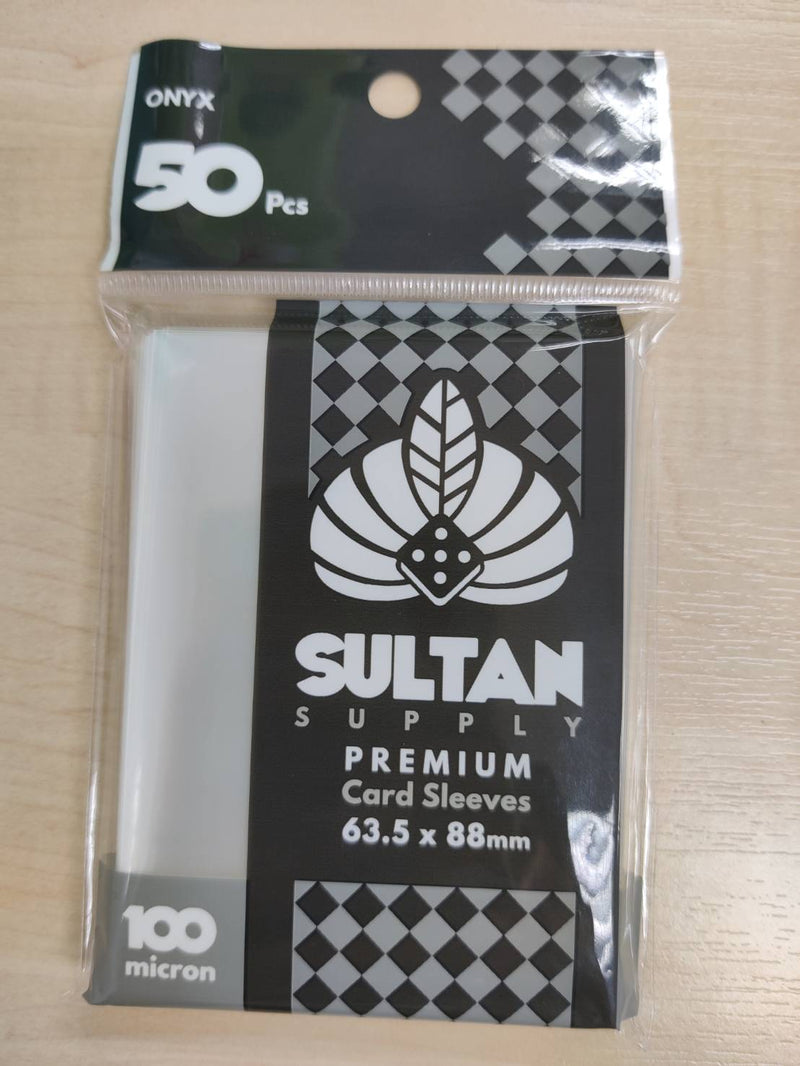 ONYX
50 Pcs
SULTAN
SUPPLY
PREMIUM
Card Sleeves
63.5 x 88mm
100
micron